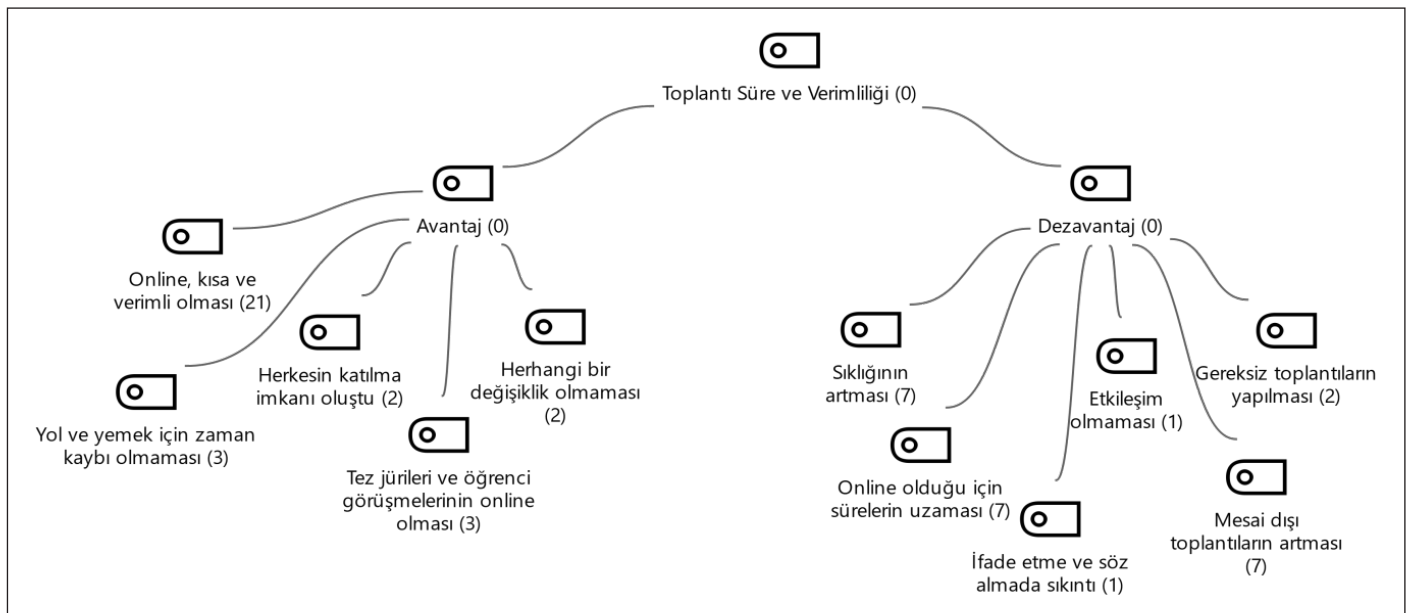 Toplantı Süre ve Verimliliği (0)
Avantaj (0)
Online, kısa ve
verimli olması (21)
Yol ve yemek için zaman
kaybı olmaması (3)
Herkesin katılma
imkanı oluştu (2)
Tez jürileri ve öğrenci
görüşmelerinin online
olması (3)
Herhangi bir
değişiklik olmaması
(2)
Dezavantaj (0)
Sıklığının
artması (7)
Online olduğu için
sürelerin uzaması (7)
İfade etme ve söz
almada sıkıntı (1)
Etkileşim
olmaması (1)
Mesai dışı
toplantıların artması
(7)
Gereksiz toplantıların
yapılması (2)